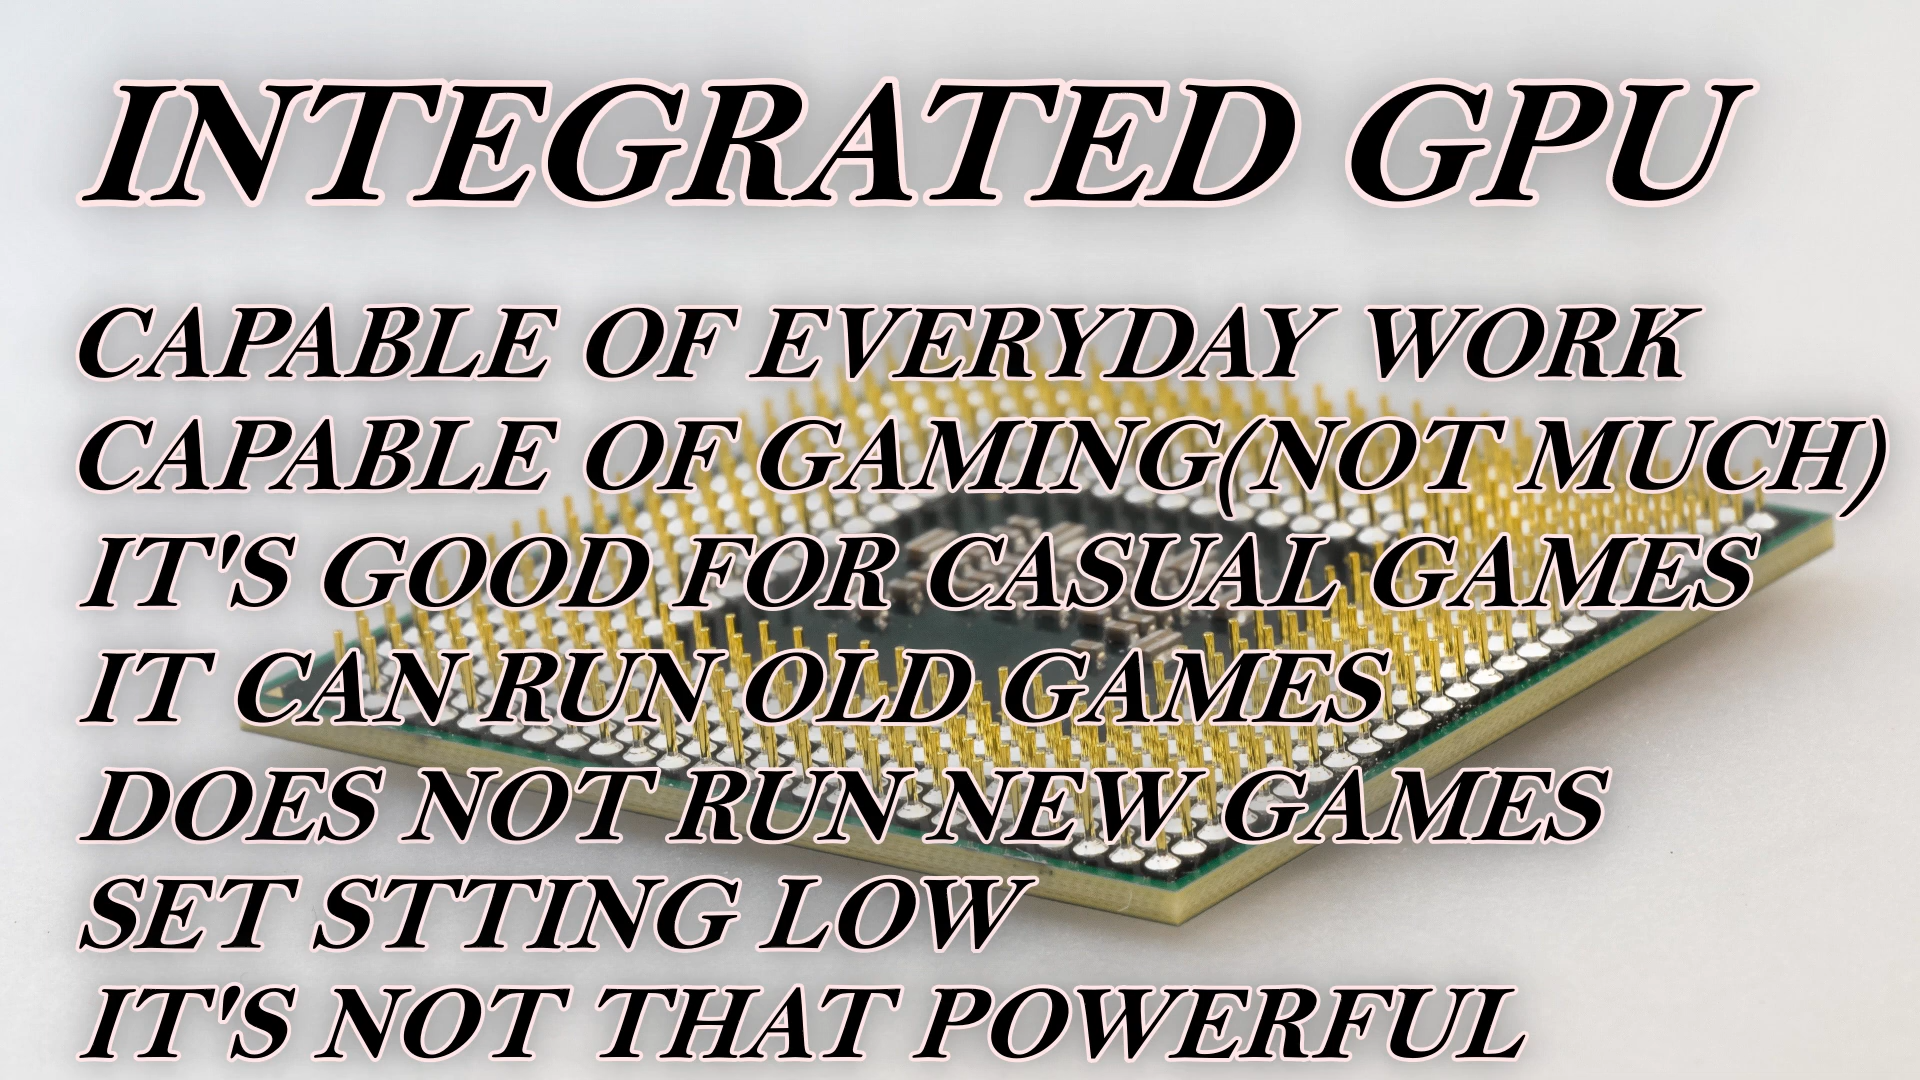 INTEGRATED GPU
CAPABLE OF EVERYDAY WORK
CAPABLE OF GAMING(NOT MUCH)
IT'S GOOD FOR CASUAL GAMES
IT CAN RUN OLD GAMES
DOES NOT RUN NEW GAMES
SET STTING LOW
IT'S NOT THAT POWERFUL